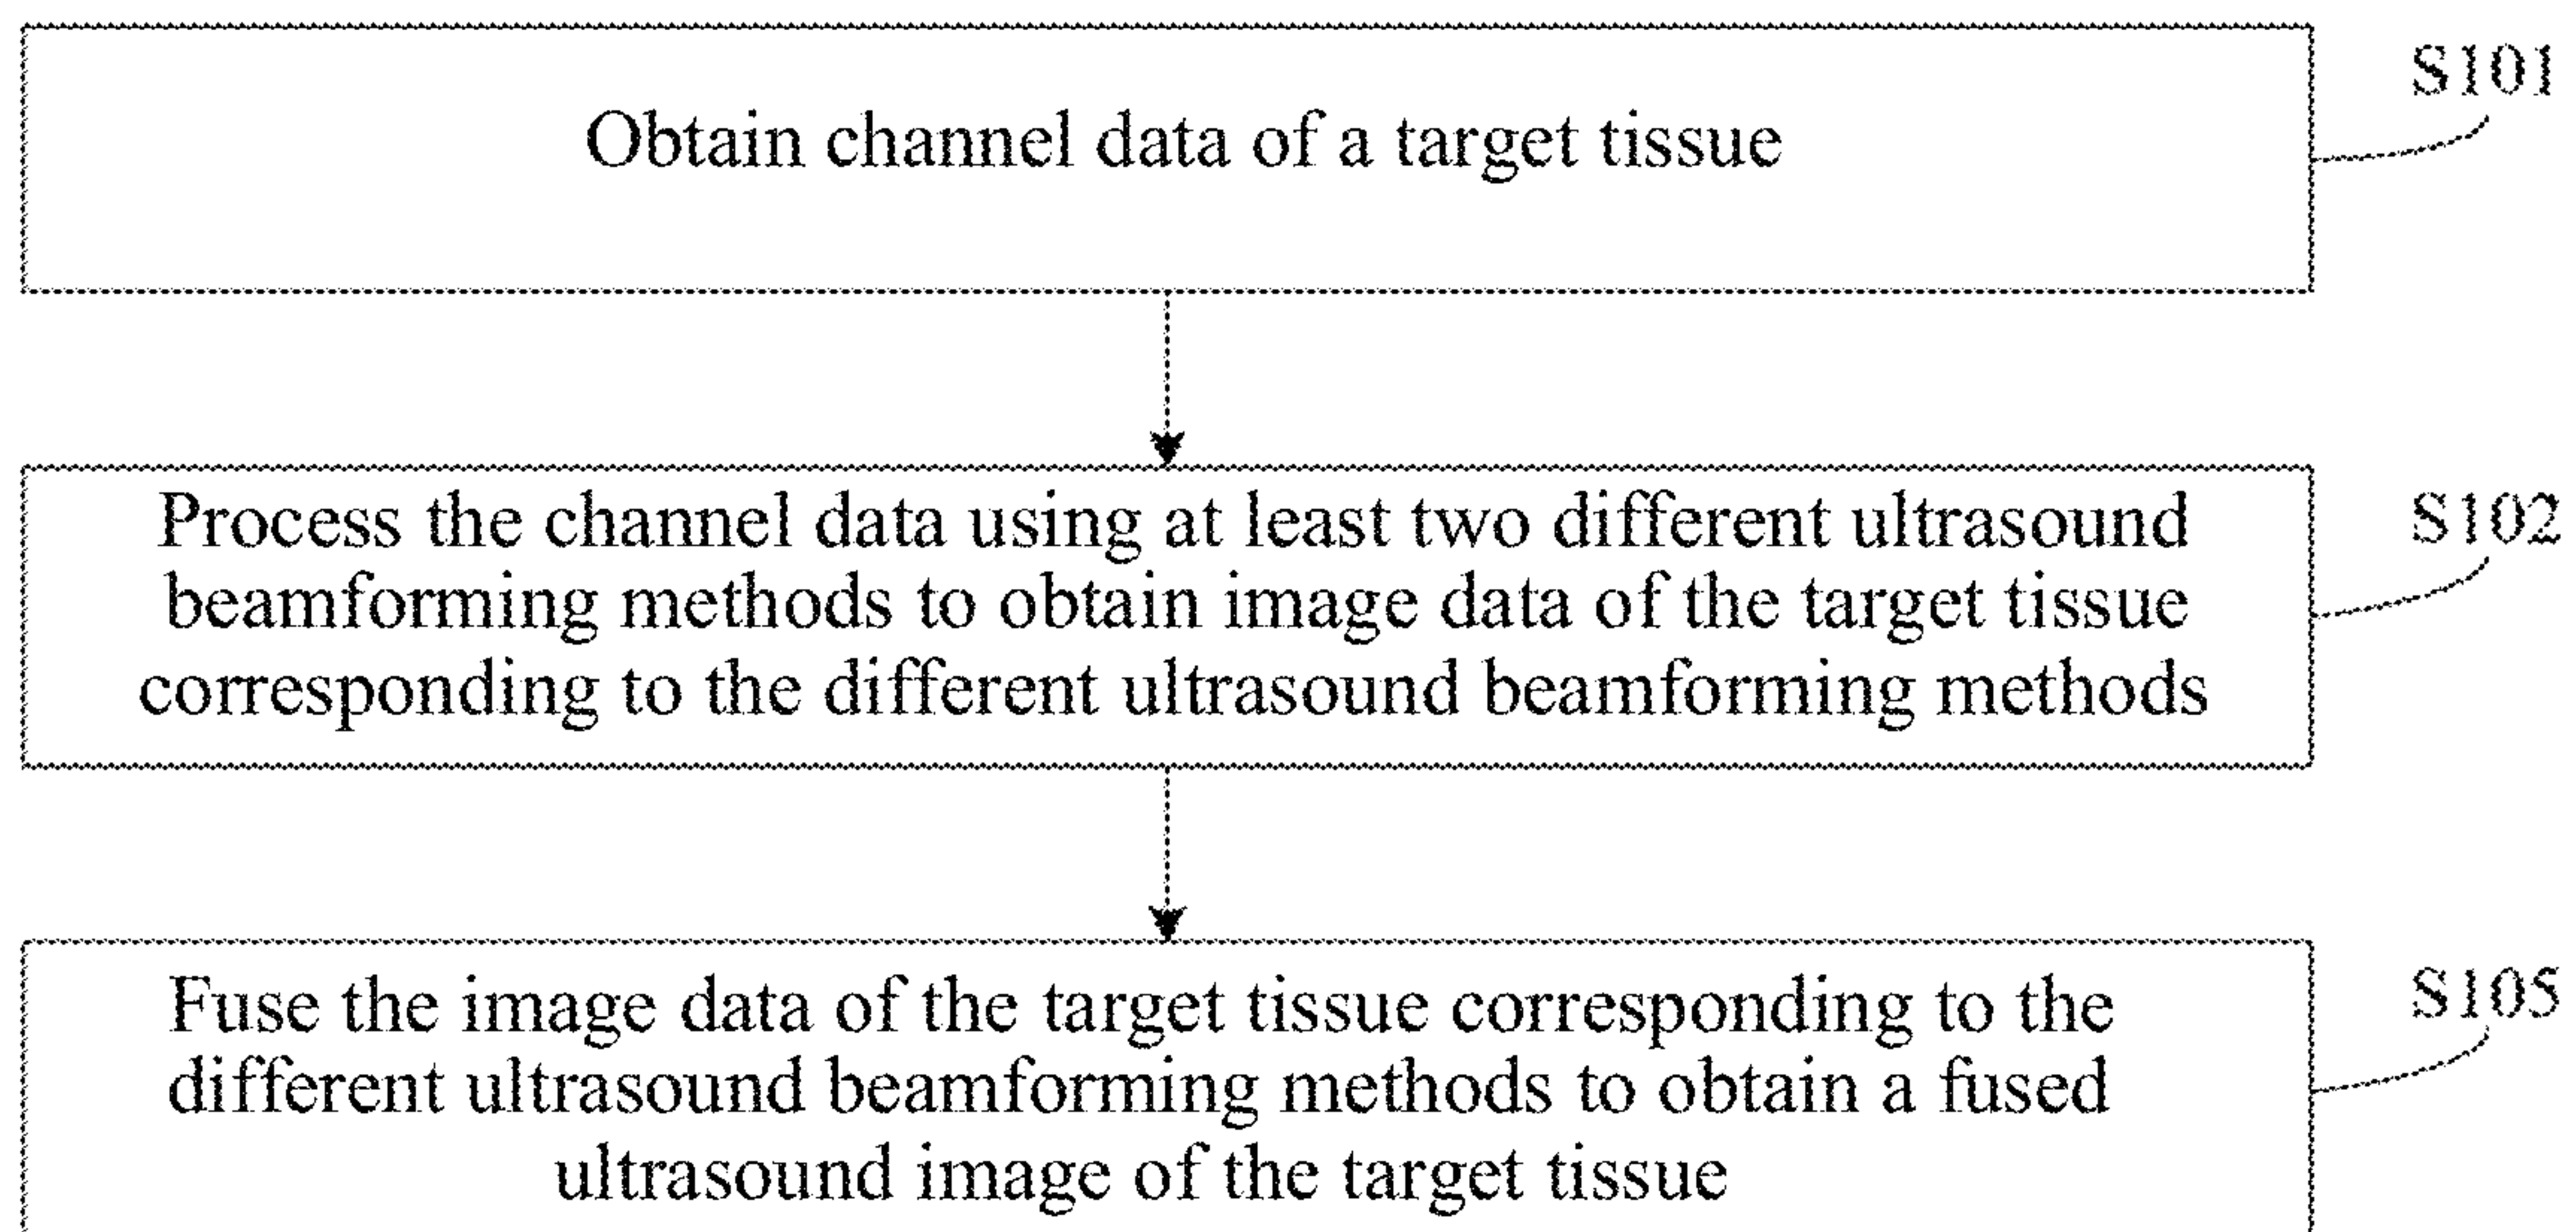 Obtain channel data of a target tissue
S101
Process the channel data using at least two different ultrasound
beamforming methods to obtain image data of the target tissue
corresponding to the different ultrasound beamforming methods
S102
Fuse the image data of the target tissue corresponding to the
different ultrasound beamforming methods to obtain a fused
ultrasound image of the target tissue
S105